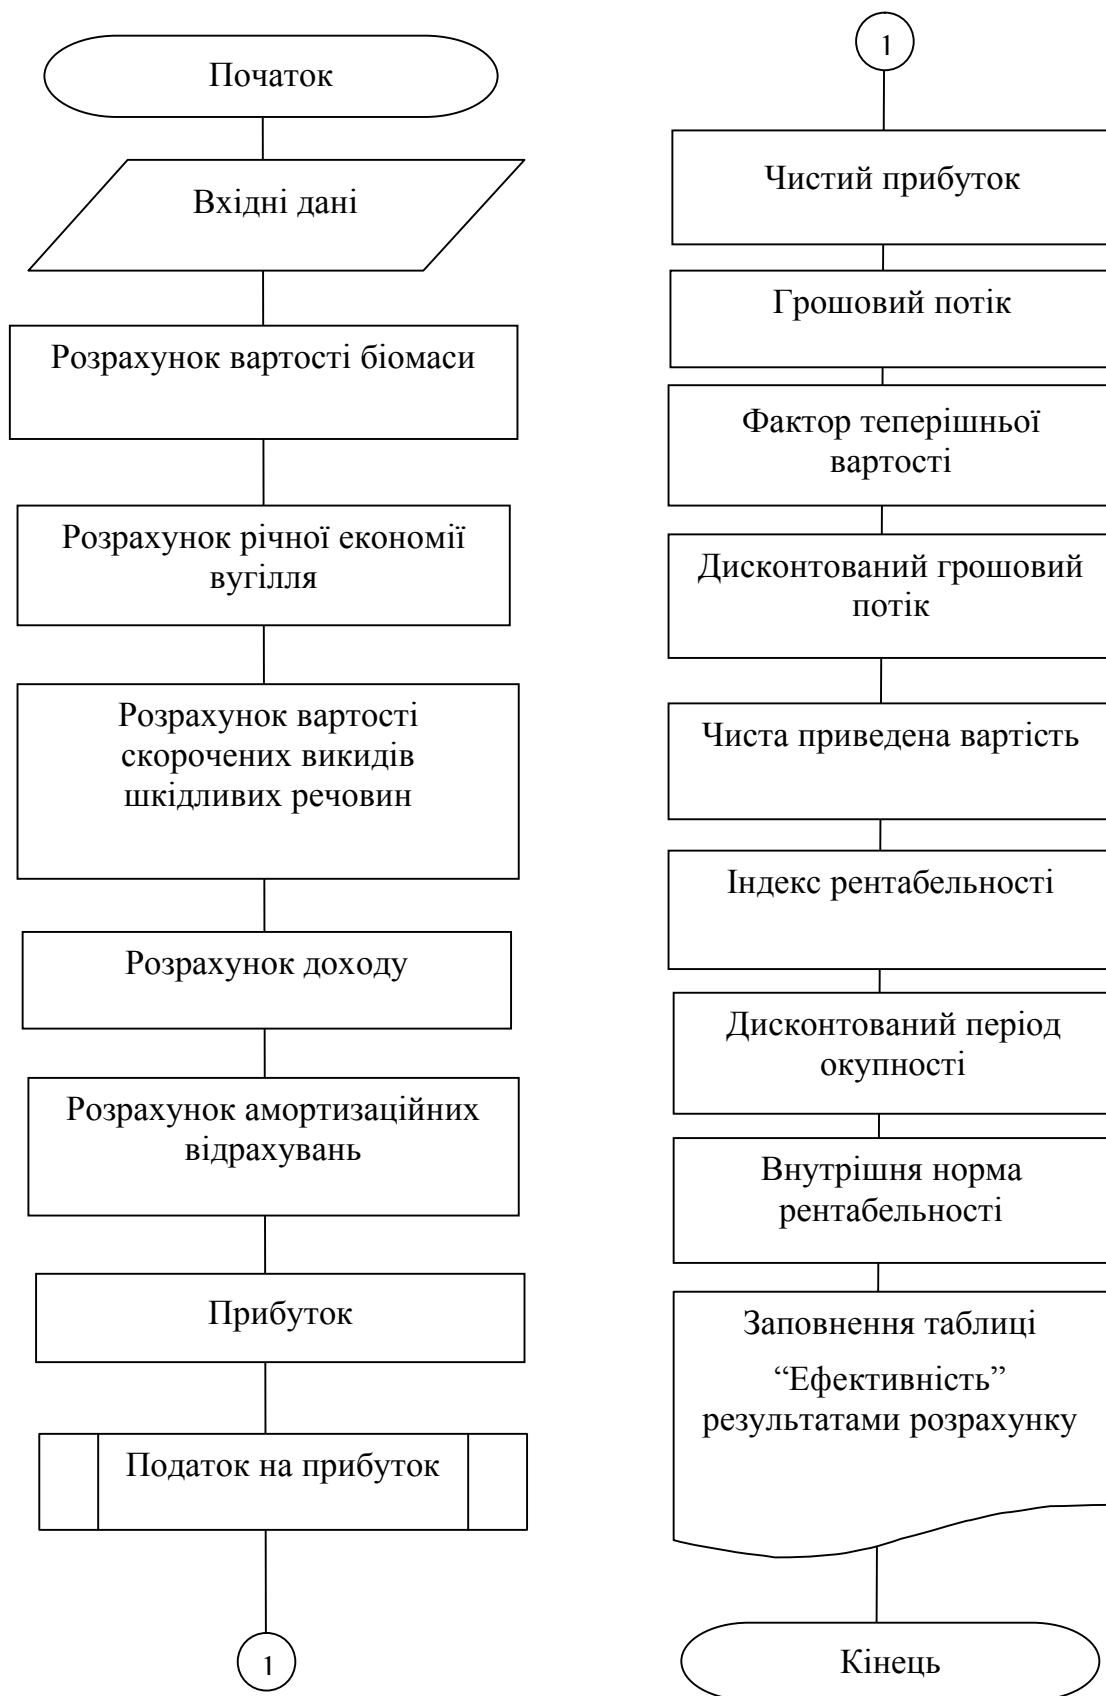 Початок
Вхідні дані
Розрахунок вартості біомаси
Розрахунок річної економії
вугілля
Розрахунок вартості
скорочених викидів
шкідливих речовин
Розрахунок доходу
Розрахунок амортизаційних
відрахувань
Прибуток
Податок на прибуток
1
1
Чистий прибуток
Грошовий потік
Фактор теперішньої
вартості
Дисконтований грошовий
потік
Чиста приведена вартість
Індекс рентабельності
Дисконтований період
окупності
Внутрішня норма
рентабельності
Заповнення таблиці
“Ефективність”
результатами розрахунку
Кінець